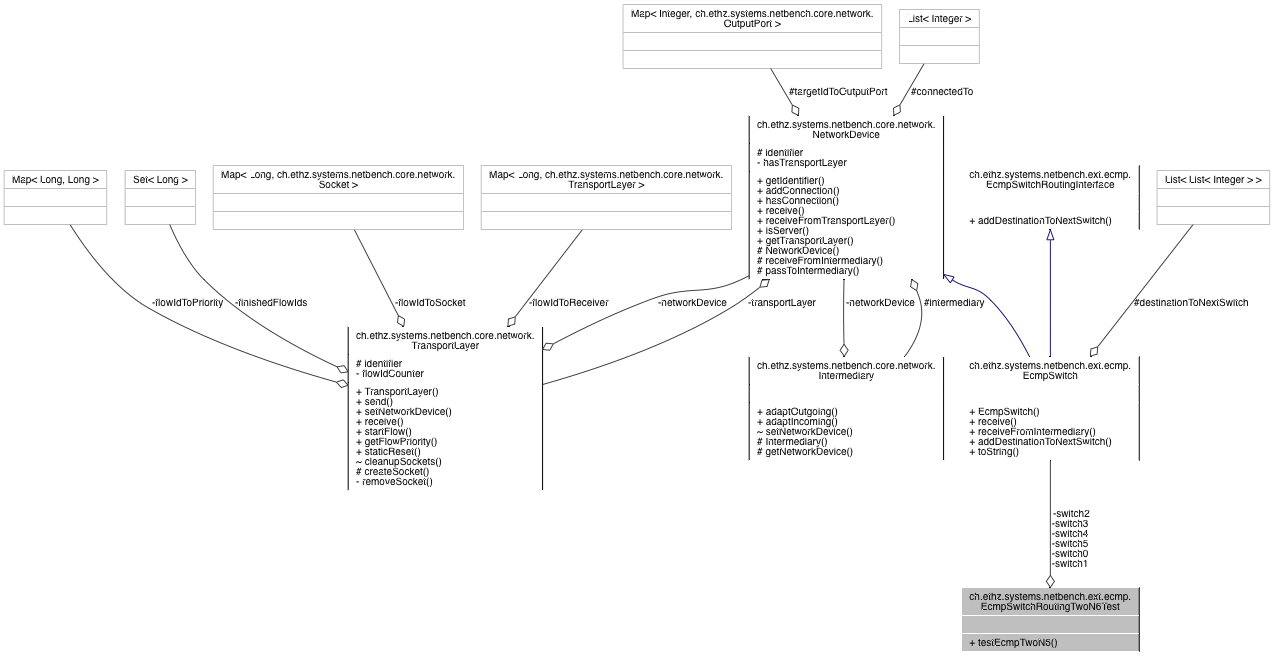 Map< Integer, ch.ethz.systems.netbench.core.network.
OutputPort >
List< Integer >
#targetIdToOutputPort
#connectedTo
ch.ethz.systems.netbench.core.network.
NetworkDevice
# identifier
- hasTransportLayer
+ getIdentifier()
+ addConnection()
+ hasConnection()
+ receive()
+ receiveFromTransportLayer()
+ isServer()
+ getTransportLayer()
# NetworkDevice()
# receiveFromIntermediary()
# passToIntermediary()
Map< Long, Long >
Set< Long >
Map< Long, ch.ethz.systems.netbench.core.network.
Socket >
Map< Long, ch.ethz.systems.netbench.core.network.
TransportLayer >
ch.ethz.systems.netbench.ext.ecmp.
EcmpSwitchRoutingInterface
+ addDestinationToNextSwitch()
List< List< Integer > >
-flowIdToPriority
-finishedFlowIds
-flowIdToSocket
-flowIdToReceiver
-networkDevice
-transportLayer
-networkDevice
#intermediary
#destinationToNextSwitch
ch.ethz.systems.netbench.core.network.
TransportLayer
# identifier
- flowIdCounter
+ TransportLayer()
+ send()
+ setNetworkDevice()
+ receive()
+ startFlow()
+ getFlowPriority()
+ staticReset()
~ cleanupSockets()
# createSocket()
- removeSocket()
ch.ethz.systems.netbench.core.network.
Intermediary
+ adaptOutgoing()
+ adaptIncoming()
~ setNetworkDevice()
# Intermediary()
# getNetworkDevice()
ch.ethz.systems.netbench.ext.ecmp.
EcmpSwitch
+ EcmpSwitch()
+ receive()
+ receiveFromIntermediary()
+ addDestinationToNextSwitch()
+ toString()
-switch2
-switch3
-switch4
-switch5
-switch0
-switch1
ch.ethz.systems.netbench.ext.ecmp.
EcmpSwitchRoutingTwoN6Test
+ testEcmpTwoN6()